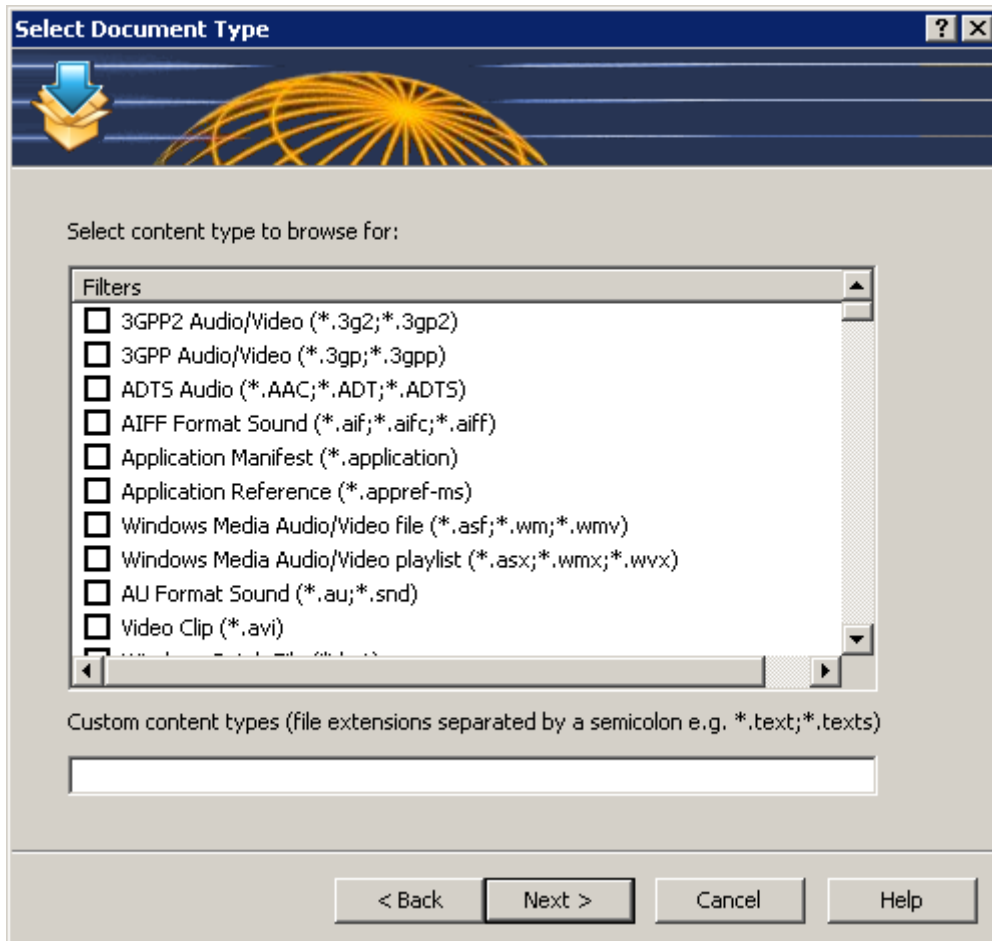 Select Document Type
Select content type to browse for:
Filters
3GPP2 Audio/Video (*.3g2;*.3gp2)
3GPP Audio/Video (*.3gp;*.3gpp)
ADTS Audio (*.AAC;*.ADT;*.ADTS)
AIFF Format Sound (*.aif;*.aifc;*.aiff)
Application Manifest (*.application)
Application Reference (*.appref-ms)
Windows Media Audio/Video file (*.asf;*.wm;*.wmv)
Windows Media Audio/Video playlist (*.asx;*.wmx;*.wvx)
AU Format Sound (*.au;*.snd)
Video Clip (*.avi)
Custom content types (file extensions separated by a semicolon e.g. *.text;*.texts)
< Back Next > Cancel Help